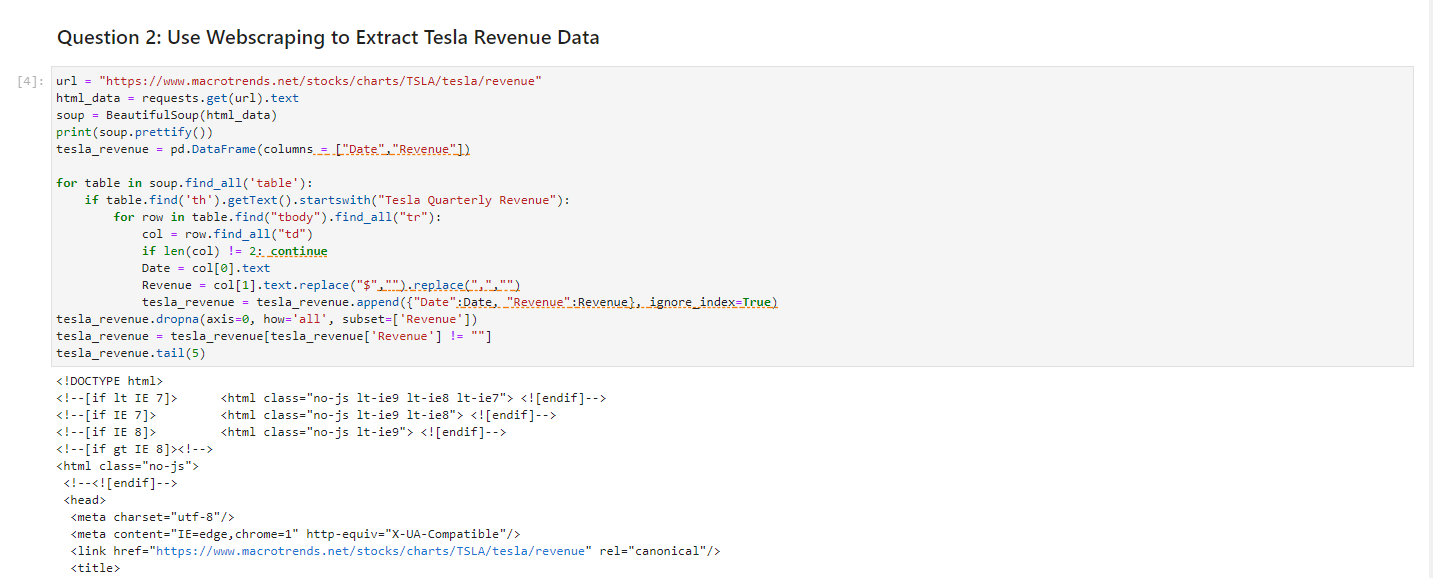 Question 2: Use Webscraping to Extract Tesla Revenue Data
[4]:
url = "https://www.macrotrends.net/stocks/charts/TSLA/tesla/revenue"
html_data = requests.get(url).text
soup = BeautifulSoup(html_data)
print(soup.prettify())
tesla_revenue = pd.DataFrame(columns = ["Date","Revenue"])

for table in soup.find_all('table'):
    if table.find('th').getText().startswith("Tesla Quarterly Revenue"):
        for row in table.find("tbody").find_all("tr"):
            col = row.find_all("td")
            if len(col) != 2: continue
            Date = col[0].text
            Revenue = col[1].text.replace("$","").replace(",","")
            tesla_revenue = tesla_revenue.append({"Date":Date, "Revenue":Revenue}, ignore_index=True)
tesla_revenue.dropna(axis=0, how='all', subset=['Revenue'])
tesla_revenue = tesla_revenue[tesla_revenue['Revenue'] != ""]
tesla_revenue.tail(5)
<!DOCTYPE html>
<!--[if lt IE 7]>      <html class="no-js lt-ie9 lt-ie8 lt-ie7"> <![endif]-->
<!--[if IE 7]>         <html class="no-js lt-ie9 lt-ie8"> <![endif]-->
<!--[if IE 8]>         <html class="no-js lt-ie9"> <![endif]-->
<!--[if gt IE 8]><!-->
<html class="no-js">
 <!--<![endif]-->
 <head>
  <meta charset="utf-8"/>
  <meta content="IE=edge,chrome=1" http-equiv="X-UA-Compatible"/>
  <link href="https://www.macrotrends.net/stocks/charts/TSLA/tesla/revenue" rel="canonical"/>
  <title>